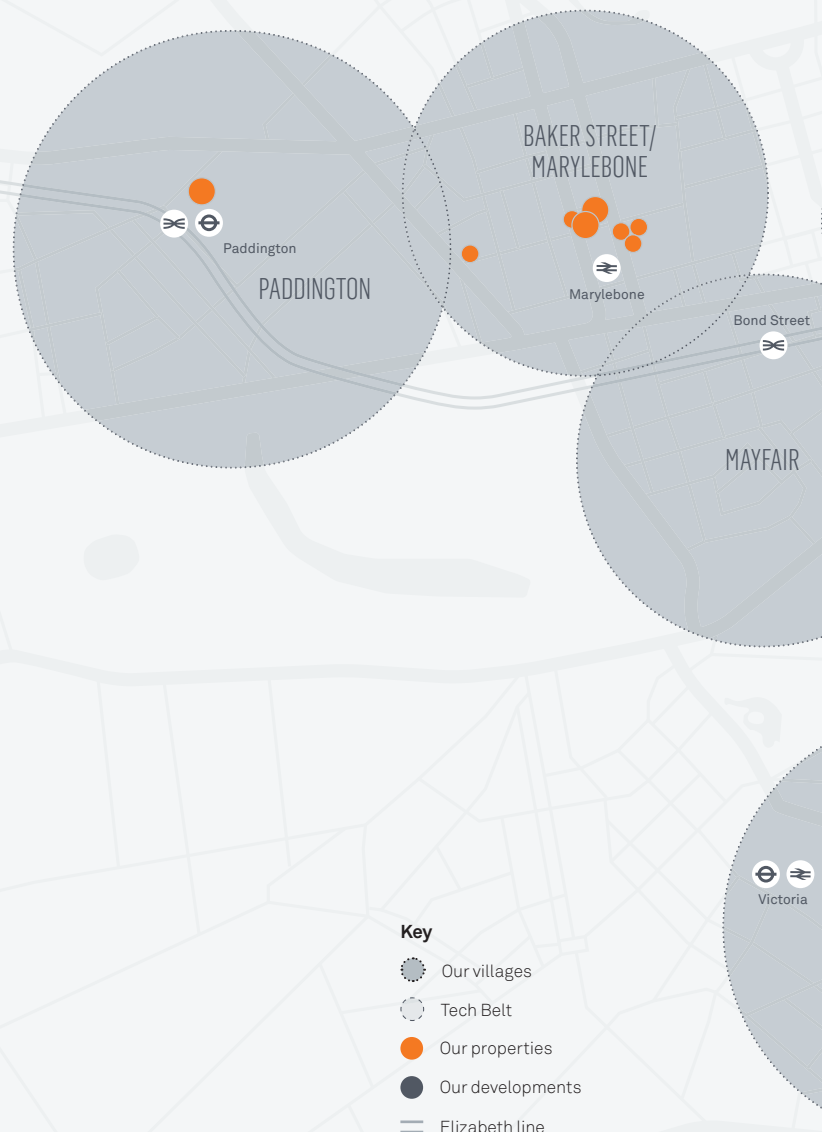 BAKER STREET/
MARYLEBONE
Paddington
PADDINGTON
Marylebone
Bond Street
MAYFAIR
Victoria
Key
Our villages
Tech Belt
Our properties
Our developments
Elizabeth line